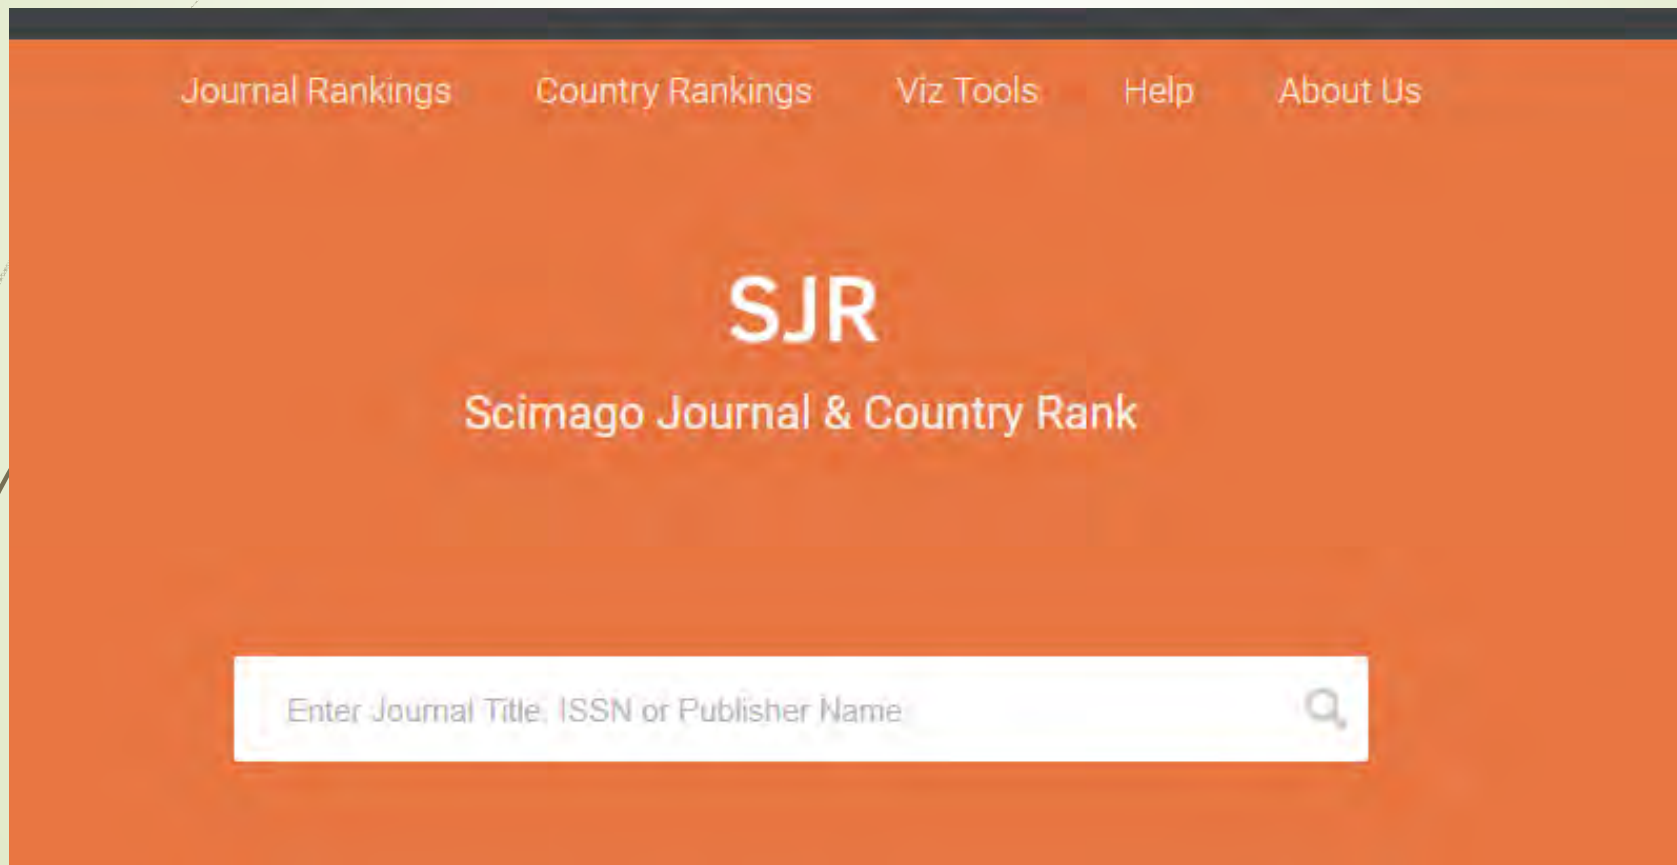 Journal Rankings Country Rankings Viz Tools Help About Us
SJR
Scimago Journal & Country Rank
Enter Journal Title, ISSN or Publisher Name